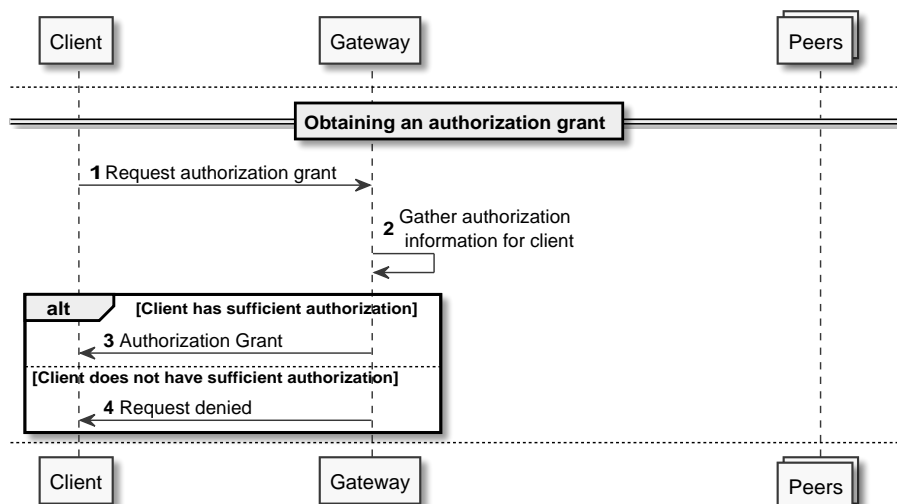 Client
Gateway
Peers
Obtaining an authorization grant
1 Request authorization grant
2 Gather authorization
information for client
alt [Client has sufficient authorization]
3 Authorization Grant
[Client does not have sufficient authorization]
4 Request denied
Client
Gateway
Peers